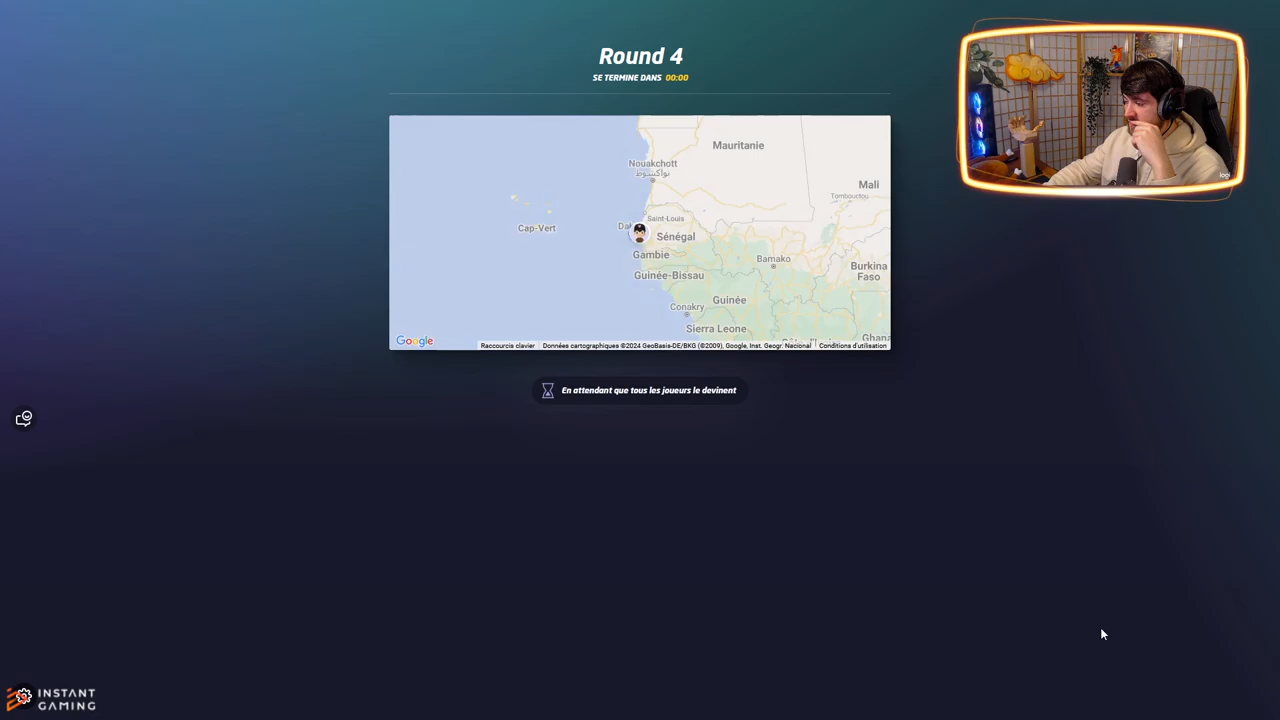 Round 4
SE TERMINE DANS 00:00
Mauritanie
Nouakchott
نواكشوط
Mali
Tombouctou
Saint-Louis
Cap-Vert
Sénégal
Gambie
Bamako
Burkina
Faso
Guinée-Bissau
Guinée
Conakry
Sierra Leone
Ghana
Google
Raccourcis clavier
Données cartographiques ©2024 GeoBasis-DE/BKG (©2009), Google, Inst. Geogr. Nacional
Conditions d'utilisation
En attendant que tous les joueurs le devinent
logi
INSTANT
GAMING